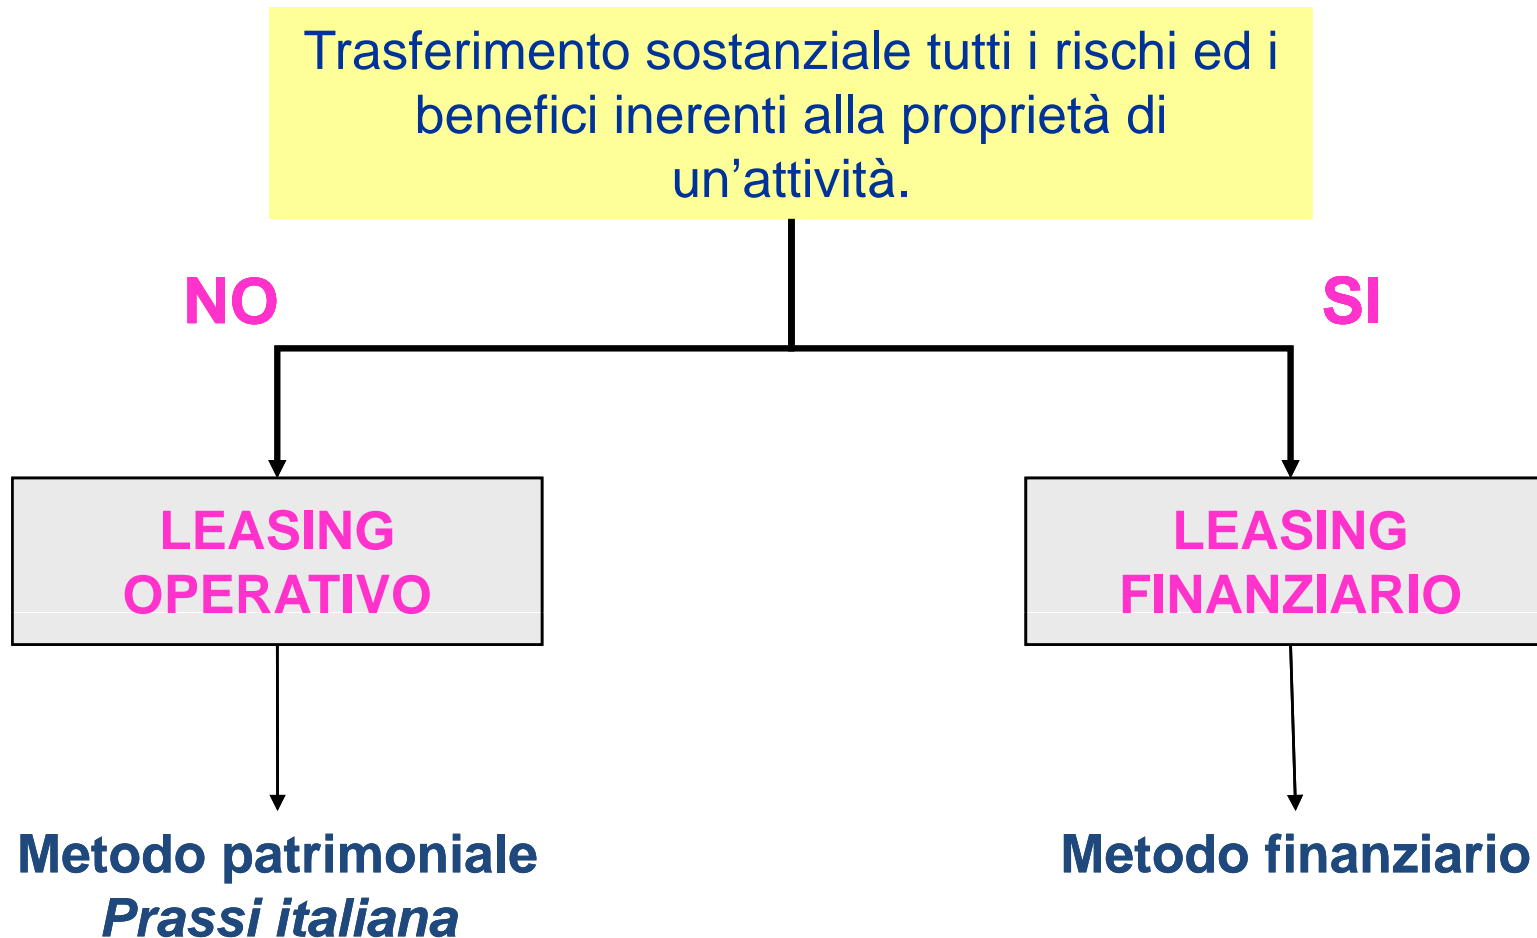 Trasferimento sostanziale tutti i rischi ed i
benefici inerenti alla proprietà di
un’attività.
NO
SI
LEASING
OPERATIVO
LEASING
FINANZIARIO
Metodo patrimoniale
Prassi italiana
Metodo finanziario